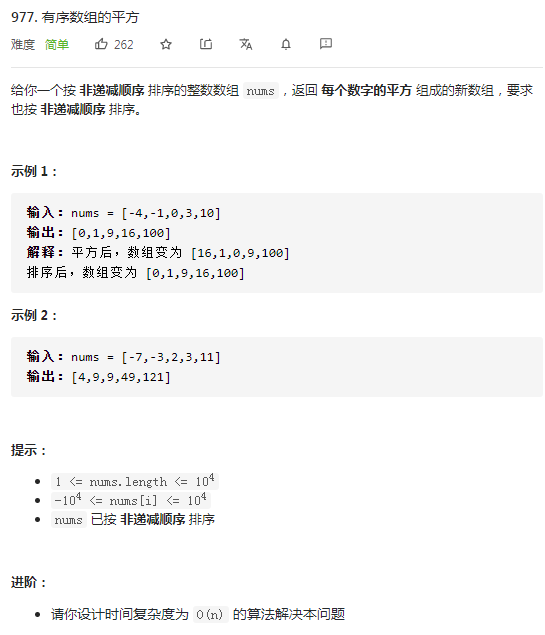 977. 有序数组的平方
难度 简单 262
给你一个按 非递减顺序 排序的整数数组 nums ，返回 每个数字的平方 组成的新数组，要求
也按 非递减顺序 排序。
示例 1：
输入：nums = [-4,-1,0,3,10]
输出：[0,1,9,16,100]
解释：平方后，数组变为 [16,1,0,9,100]
排序后，数组变为 [0,1,9,16,100]
示例 2：
输入：nums = [-7,-3,2,3,11]
输出：[4,9,9,49,121]
提示：
1 <= nums.length <= 10⁴
-10⁴ <= nums[i] <= 10⁴
nums 已按 非递减顺序 排序
进阶：
请你设计时间复杂度为 O(n) 的算法解决本问题